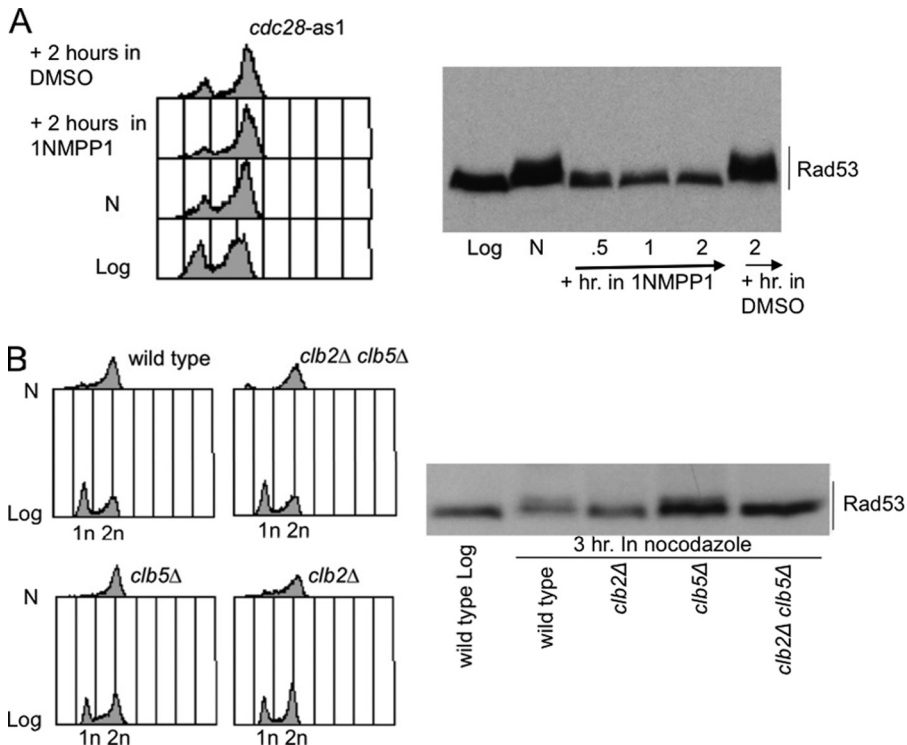 A
cdc28-as1
+ 2 hours in
DMSO
+ 2 hours in
1NMPP1
N
Log
Rad53
Log N .5 1 2 2
+ hr. in 1NMPP1
+ hr. in
DMSO
B
wild type
N
Log
1n 2n
clb2Δ clb5Δ
1n 2n
clb5Δ
N
Log
1n 2n
clb2Δ
1n 2n
Rad53
3 hr. In nocodazole
wild type Log
wild type
clb2Δ
clb5Δ
clb2Δ clb5Δ